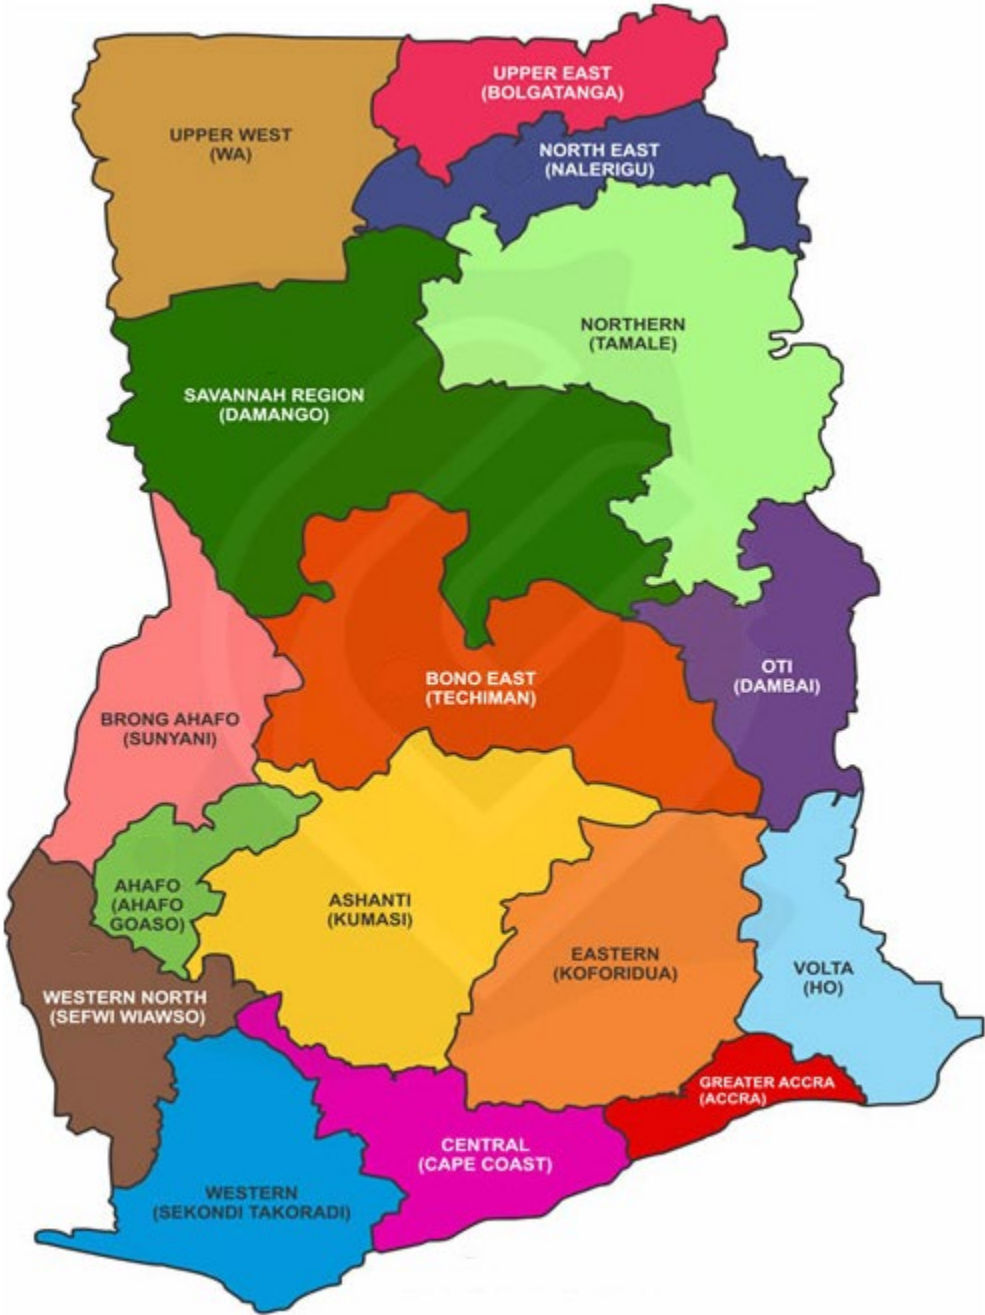 UPPER EAST
(BOLGATANGA)
UPPER WEST
(WA)
NORTH EAST
(NALERIGU)
NORTHERN
(TAMALE)
SAVANNAH REGION
(DAMANGO)
OTI
(DAMBAI)
BONO EAST
(TECHIMAN)
BRONG AHAFO
(SUNYANI)
AHAFO
(AHAFO
GOASO)
ASHANTI
(KUMASI)
EASTERN
(KOFORIDUA)
VOLTA
(HO)
WESTERN NORTH
(SEFWI WIAWSO)
GREATER ACCRA
(ACCRA)
CENTRAL
(CAPE COAST)
WESTERN
(SEKONDI TAKORADI)